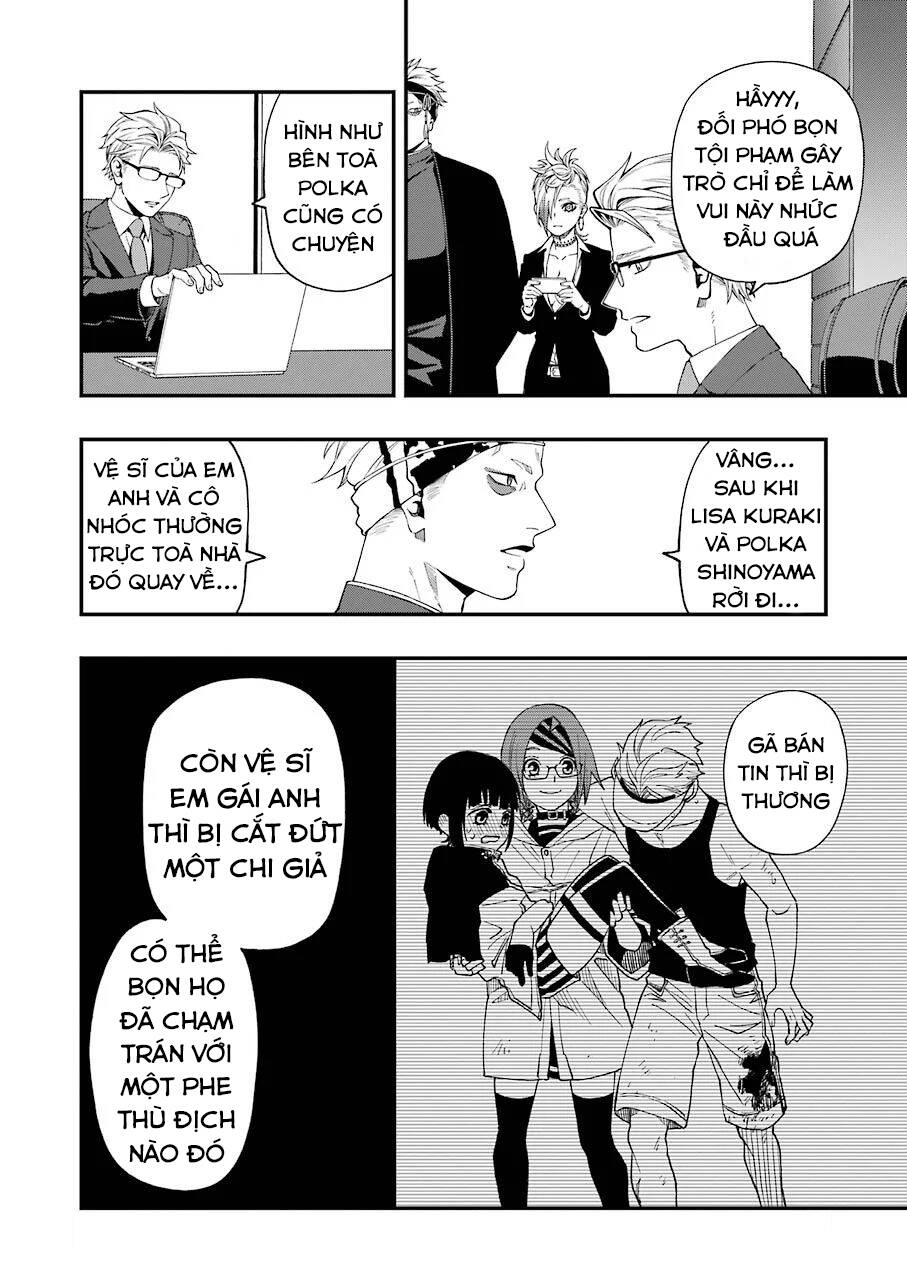 HẦYYY,
ĐỐI PHÓ BỌN
TỘI PHẠM GÂY
TRÒ CHỈ ĐỂ LÀM
VUI NÀY NHỨC
ĐẦU QUÁ
HÌNH NHƯ
BÊN TOÀ
POLKA
CŨNG CÓ
CHUYỆN
VÂNG...
SAU KHI
LISA KURAKI
VÀ POLKA
SHINOYAMA
RỜI ĐI...
VỆ SĨ CỦA EM
ANH VÀ CÔ
NHÓC THƯỜNG
TRỰC TOÀ NHÀ
ĐÓ QUAY VỀ...
GÃ BÁN
TIN THÌ BỊ
THƯƠNG
CÒN VỆ SĨ
EM GÁI ANH
THÌ BỊ CẮT ĐỨT
MỘT CHI GIẢ
CÓ THỂ
BỌN HỌ
ĐÃ CHẠM
TRÁN VỚI
MỘT PHE
THÙ ĐỊCH
NÀO ĐÓ